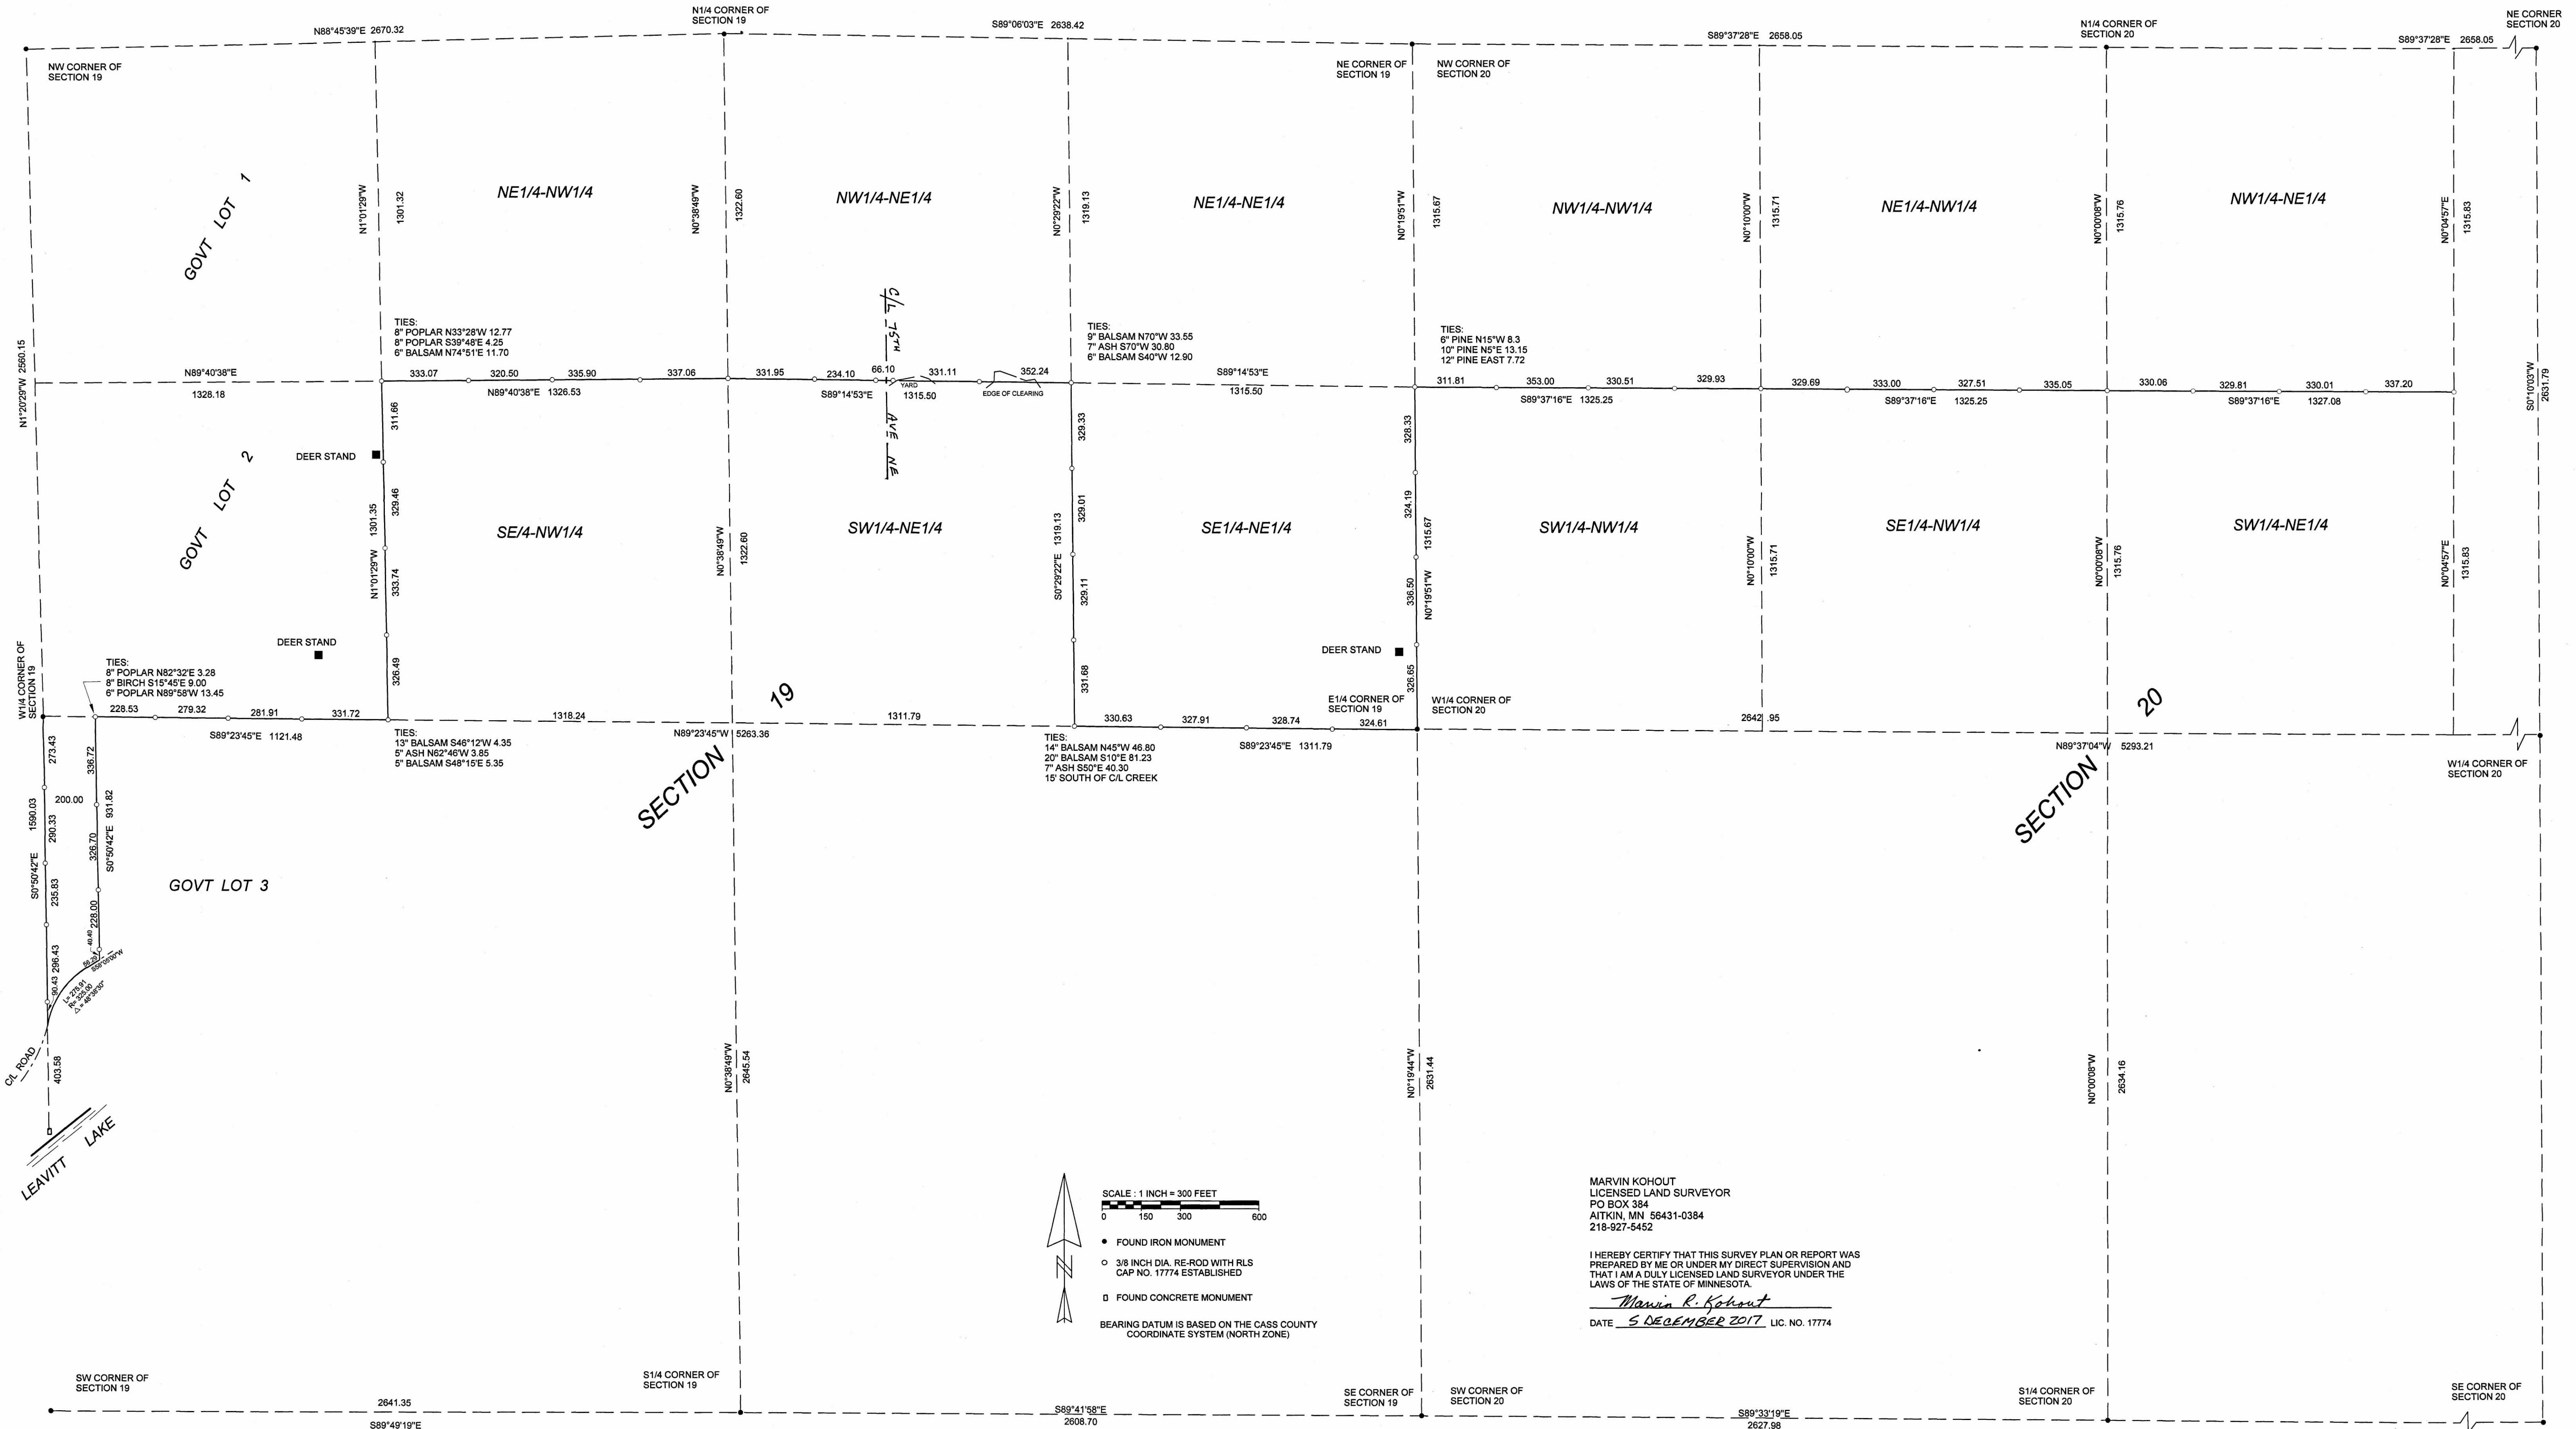 N1/4 CORNER OF
SECTION 19
N88°45'39"E 2670.32
S89°06'03"E 2638.42
S89°37'28"E 2658.05
N1/4 CORNER OF
SECTION 20
S89°37'28"E 2658.05
NE CORNER
SECTION 20
NW CORNER OF
SECTION 19
NE CORNER OF
SECTION 19
NW CORNER OF
SECTION 20
GOVT LOT 1
N1°01'29"W
1301.32
NE1/4-NW1/4
N0°38'49"W
1322.60
NW1/4-NE1/4
N0°29'22"W
1319.13
NE1/4-NE1/4
N0°19'51"W
1315.67
NW1/4-NW1/4
N0°10'00"W
1315.71
NE1/4-NW1/4
N0°00'08"W
1315.76
NW1/4-NE1/4
N0°04'57"E
1315.83
N1°20'29"W 2560.15
S0°10'03"W
2631.79
TIES:
8" POPLAR N33°28'W 12.77
8" POPLAR S39°48'E 4.25
6" BALSAM N74°51'E 11.70
C/L 75TH AVE NE
TIES:
9" BALSAM N70°W 33.55
7" ASH S70°W 30.80
6" BALSAM S40°W 12.90
TIES:
6" PINE N15°W 8.3
10" PINE N5°E 13.15
12" PINE EAST 7.72
N89°40'38"E
1328.18
333.07
320.50
335.90
337.06
N89°40'38"E 1326.53
331.95
234.10
66.10
331.11
352.24
YARD
EDGE OF CLEARING
S89°14'53"E 1315.50
S89°14'53"E
1315.50
311.81
353.00
330.51
329.93
S89°37'16"E 1325.25
329.69
333.00
327.51
335.05
S89°37'16"E 1325.25
330.06
329.81
330.01
337.20
S89°37'16"E 1327.08
GOVT LOT 2
DEER STAND
311.66
329.46
333.74
326.49
N1°01'29"W 1301.35
SE/4-NW1/4
N0°38'49"W
1322.60
SW1/4-NE1/4
329.33
329.01
329.11
331.68
S0°29'22"E 1319.13
SE1/4-NE1/4
328.33
324.19
336.50
326.65
N0°19'51"W 1315.67
SW1/4-NW1/4
N0°10'00"W
1315.71
SE1/4-NW1/4
N0°00'08"W
1315.76
SW1/4-NE1/4
N0°04'57"E
1315.83
DEER STAND
DEER STAND
W1/4 CORNER OF
SECTION 19
TIES:
8" POPLAR N82°32'E 3.28
8" BIRCH S15°45'E 9.00
6" POPLAR N89°58'W 13.45
228.53
279.32
281.91
331.72
S89°23'45"E 1121.48
1318.24
1311.79
N89°23'45"W 5263.36
TIES:
13" BALSAM S46°12'W 4.35
5" ASH N62°46'W 3.85
5" BALSAM S48°15'E 5.35
SECTION 19
330.63
327.91
328.74
324.61
S89°23'45"E 1311.79
TIES:
14" BALSAM N45°W 46.80
20" BALSAM S10°E 81.23
7" ASH S50°E 40.30
15' SOUTH OF C/L CREEK
E1/4 CORNER OF
SECTION 19
W1/4 CORNER OF
SECTION 20
2642 .95
N89°37'04"W 5293.21
SECTION 20
W1/4 CORNER OF
SECTION 20
273.43
290.33
235.83
296.43
S0°50'42"E 1590.03
200.00
336.72
326.70
228.00
40.40
S0°50'42"E 931.82
56.29
S58°05'00"W
90.43
L= 275.91
R= 325.00
△= 48°38'30"
403.58
C/L ROAD
GOVT LOT 3
LEAVITT LAKE
N0°38'49"W
2645.54
N0°19'44"W
2631.44
N0°00'08"W
2634.16
SCALE : 1 INCH = 300 FEET
0 150 300 600
FOUND IRON MONUMENT
3/8 INCH DIA. RE-ROD WITH RLS
CAP NO. 17774 ESTABLISHED
FOUND CONCRETE MONUMENT
N
BEARING DATUM IS BASED ON THE CASS COUNTY
COORDINATE SYSTEM (NORTH ZONE)
MARVIN KOHOUT
LICENSED LAND SURVEYOR
PO BOX 384
AITKIN, MN 56431-0384
218-927-5452
I HEREBY CERTIFY THAT THIS SURVEY PLAN OR REPORT WAS
PREPARED BY ME OR UNDER MY DIRECT SUPERVISION AND
THAT I AM A DULY LICENSED LAND SURVEYOR UNDER THE
LAWS OF THE STATE OF MINNESOTA.
Marvin R. Kohout
DATE 5 DECEMBER 2017 LIC. NO. 17774
SW CORNER OF
SECTION 19
S1/4 CORNER OF
SECTION 19
SE CORNER OF
SECTION 19
SW CORNER OF
SECTION 20
S1/4 CORNER OF
SECTION 20
SE CORNER OF
SECTION 20
2641.35
S89°49'19"E
S89°41'58"E
2608.70
S89°33'19"E
2627.98